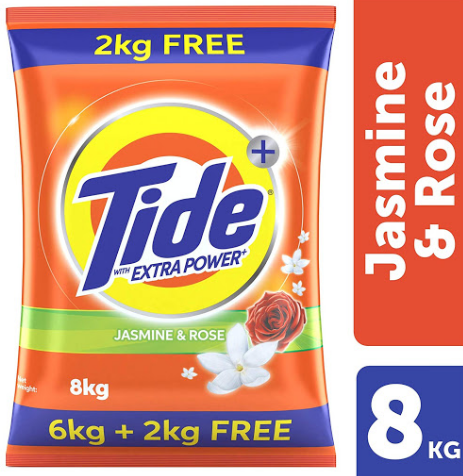 2kg FREE
+
Tide®
WITH EXTRA POWER+
JASMINE & ROSE
8kg
6kg + 2kg FREE
Jasmine
& Rose
8 KG